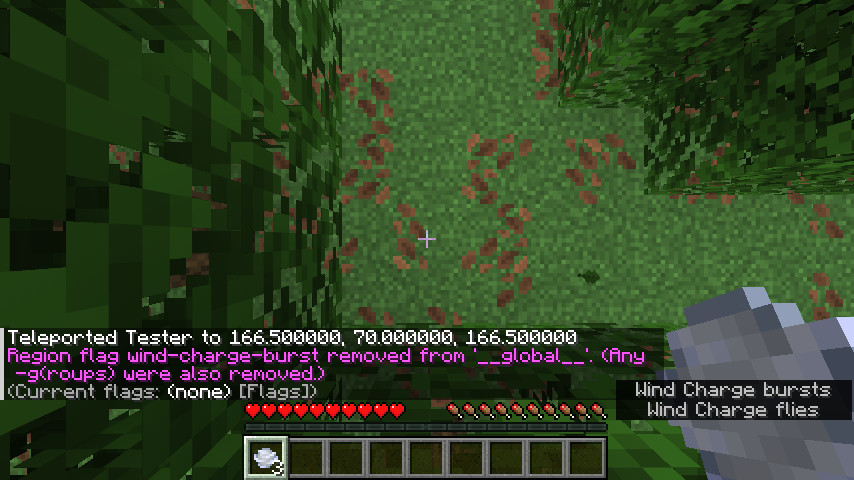 Teleported Tester to 166.500000, 70.000000, 166.500000
Region flag wind-charge-burst removed from '__global__'. (Any
-g(roups) were also removed.)
(Current flags: (none) [Flags])
Wind Charge bursts
Wind Charge flies
3